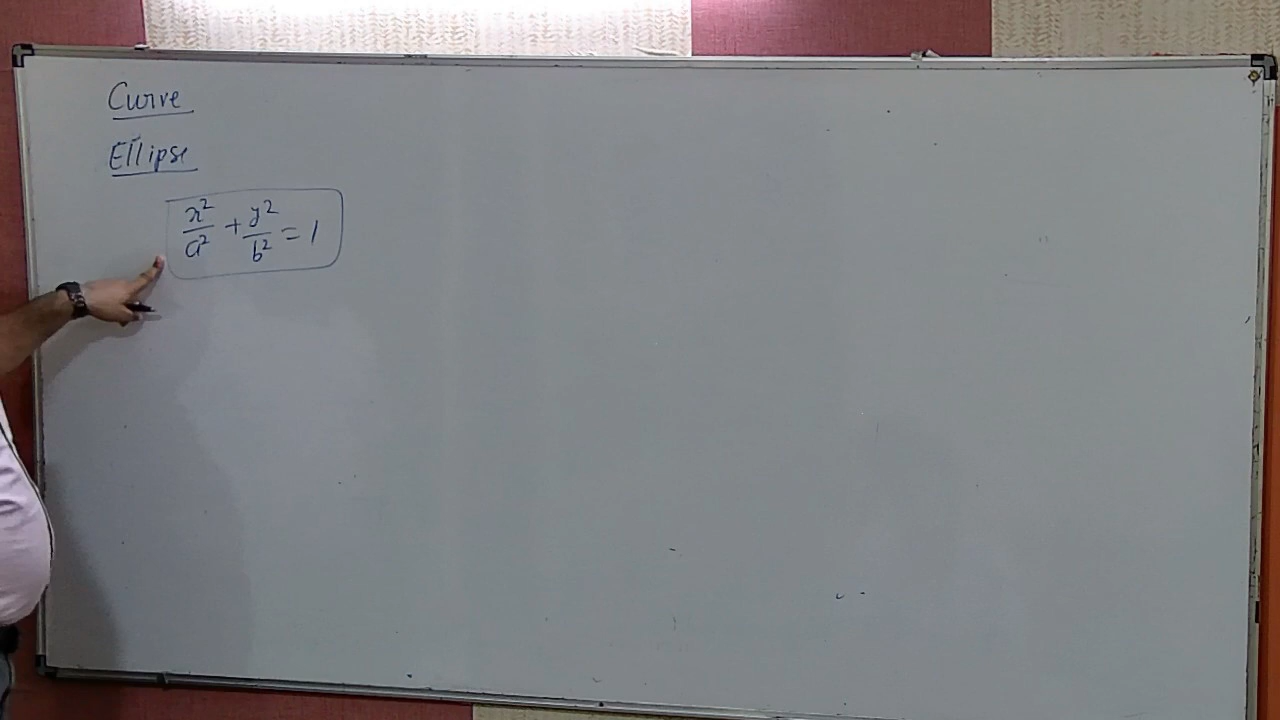 Curve
Ellipse
x²/a² + y²/b² = 1